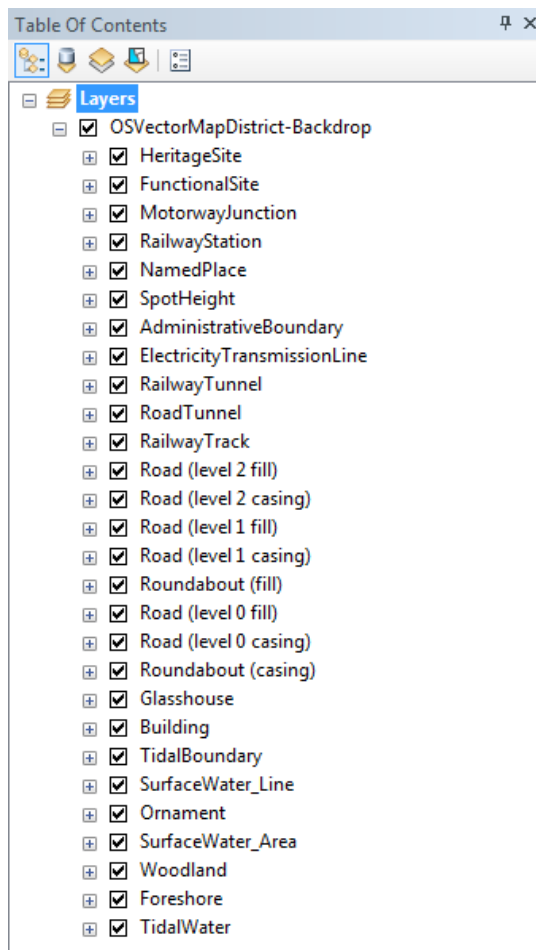 Table Of Contents
Layers
OSVectorMapDistrict-Backdrop
HeritageSite
FunctionalSite
MotorwayJunction
RailwayStation
NamedPlace
SpotHeight
AdministrativeBoundary
ElectricityTransmissionLine
RailwayTunnel
RoadTunnel
RailwayTrack
Road (level 2 fill)
Road (level 2 casing)
Road (level 1 fill)
Road (level 1 casing)
Roundabout (fill)
Road (level 0 fill)
Road (level 0 casing)
Roundabout (casing)
Glasshouse
Building
TidalBoundary
SurfaceWater_Line
Ornament
SurfaceWater_Area
Woodland
Foreshore
TidalWater